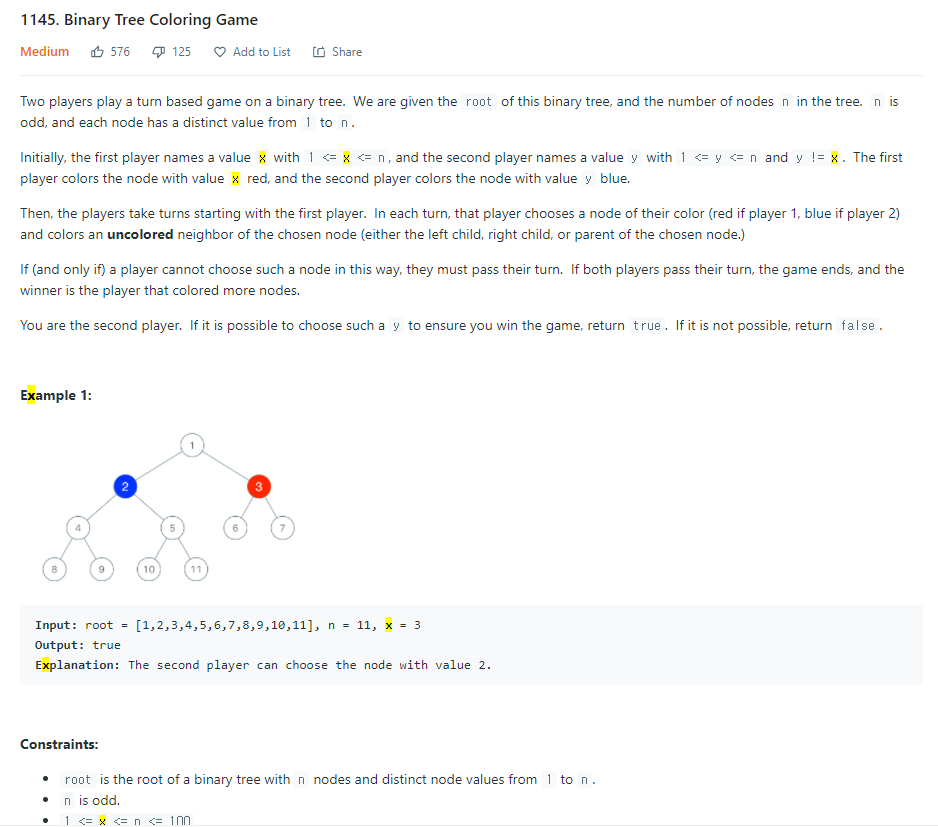 1145. Binary Tree Coloring Game
Medium 576 125 Add to List Share
Two players play a turn based game on a binary tree. We are given the root of this binary tree, and the number of nodes n in the tree. n is
odd, and each node has a distinct value from 1 to n.
Initially, the first player names a value x with 1 <= x <= n, and the second player names a value y with 1 <= y <= n and y != x. The first
player colors the node with value x red, and the second player colors the node with value y blue.
Then, the players take turns starting with the first player. In each turn, that player chooses a node of their color (red if player 1, blue if player 2)
and colors an uncolored neighbor of the chosen node (either the left child, right child, or parent of the chosen node.)
If (and only if) a player cannot choose such a node in this way, they must pass their turn. If both players pass their turn, the game ends, and the
winner is the player that colored more nodes.
You are the second player. If it is possible to choose such a y to ensure you win the game, return true. If it is not possible, return false.
Example 1:
1
2 3
4 5 6 7
8 9 10 11
Input: root = [1,2,3,4,5,6,7,8,9,10,11], n = 11, x = 3
Output: true
Explanation: The second player can choose the node with value 2.
Constraints:
• root is the root of a binary tree with n nodes and distinct node values from 1 to n.
• n is odd.
• 1 <= x <= n <= 100